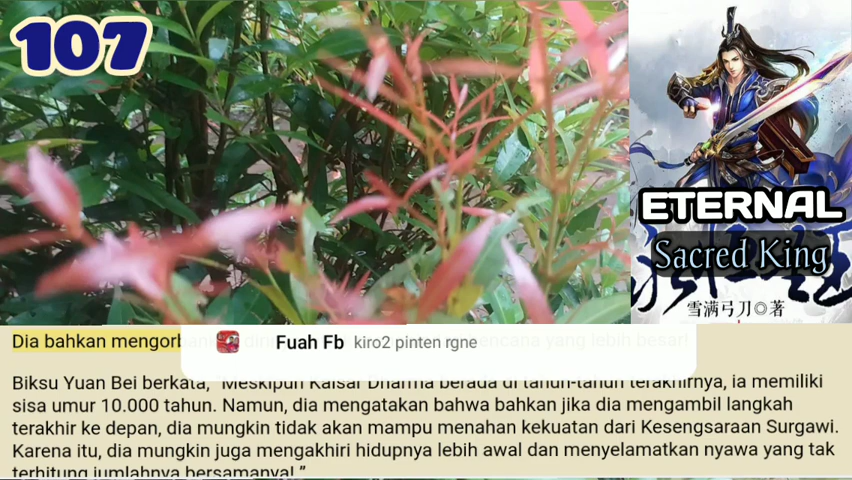 107
ETERNAL
Sacred King
雪满弓刀◎著
Dia bahkan mengorb
encana yang lebih besar!
Fuah Fb kiro2 pinten rgne
Biksu Yuan Bei berkata, "Meskipun Kaisar Dharma berada di tahun-tahun terakhirnya, ia memiliki
sisa umur 10.000 tahun. Namun, dia mengatakan bahwa bahkan jika dia mengambil langkah
terakhir ke depan, dia mungkin tidak akan mampu menahan kekuatan dari Kesengsaraan Surgawi.
Karena itu, dia mungkin juga mengakhiri hidupnya lebih awal dan menyelamatkan nyawa yang tak
terhitung jumlahnya bersamanya! ”